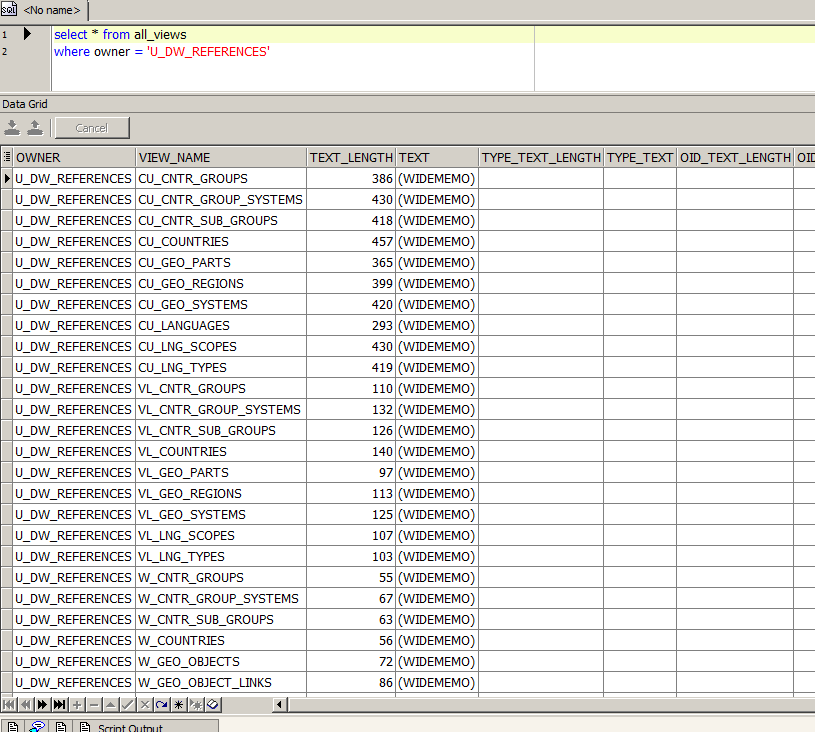 SQL <No name>
1 select * from all_views
2 where owner = 'U_DW_REFERENCES'
Data Grid
Cancel
OWNER VIEW_NAME TEXT_LENGTH TEXT TYPE_TEXT_LENGTH TYPE_TEXT OID_TEXT_LENGTH OID
U_DW_REFERENCES CU_CNTR_GROUPS 386 (WIDEMEMO)
U_DW_REFERENCES CU_CNTR_GROUP_SYSTEMS 430 (WIDEMEMO)
U_DW_REFERENCES CU_CNTR_SUB_GROUPS 418 (WIDEMEMO)
U_DW_REFERENCES CU_COUNTRIES 457 (WIDEMEMO)
U_DW_REFERENCES CU_GEO_PARTS 365 (WIDEMEMO)
U_DW_REFERENCES CU_GEO_REGIONS 399 (WIDEMEMO)
U_DW_REFERENCES CU_GEO_SYSTEMS 420 (WIDEMEMO)
U_DW_REFERENCES CU_LANGUAGES 293 (WIDEMEMO)
U_DW_REFERENCES CU_LNG_SCOPES 430 (WIDEMEMO)
U_DW_REFERENCES CU_LNG_TYPES 419 (WIDEMEMO)
U_DW_REFERENCES VL_CNTR_GROUPS 110 (WIDEMEMO)
U_DW_REFERENCES VL_CNTR_GROUP_SYSTEMS 132 (WIDEMEMO)
U_DW_REFERENCES VL_CNTR_SUB_GROUPS 126 (WIDEMEMO)
U_DW_REFERENCES VL_COUNTRIES 140 (WIDEMEMO)
U_DW_REFERENCES VL_GEO_PARTS 97 (WIDEMEMO)
U_DW_REFERENCES VL_GEO_REGIONS 113 (WIDEMEMO)
U_DW_REFERENCES VL_GEO_SYSTEMS 125 (WIDEMEMO)
U_DW_REFERENCES VL_LNG_SCOPES 107 (WIDEMEMO)
U_DW_REFERENCES VL_LNG_TYPES 103 (WIDEMEMO)
U_DW_REFERENCES W_CNTR_GROUPS 55 (WIDEMEMO)
U_DW_REFERENCES W_CNTR_GROUP_SYSTEMS 67 (WIDEMEMO)
U_DW_REFERENCES W_CNTR_SUB_GROUPS 63 (WIDEMEMO)
U_DW_REFERENCES W_COUNTRIES 56 (WIDEMEMO)
U_DW_REFERENCES W_GEO_OBJECTS 72 (WIDEMEMO)
U_DW_REFERENCES W_GEO_OBJECT_LINKS 86 (WIDEMEMO)
Script Output